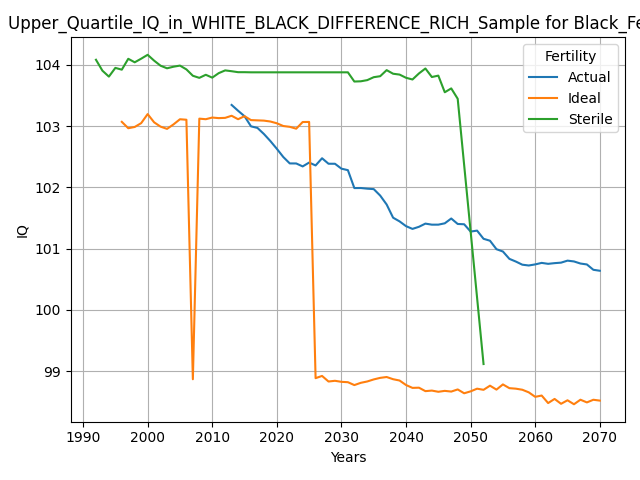 Upper_Quartile_IQ_in_WHITE_BLACK_DIFFERENCE_RICH_Sample for Black_Fe
104
103
102
101
100
99
IQ
Fertility
Actual
Ideal
Sterile
1990 2000 2010 2020 2030 2040 2050 2060 2070
Years